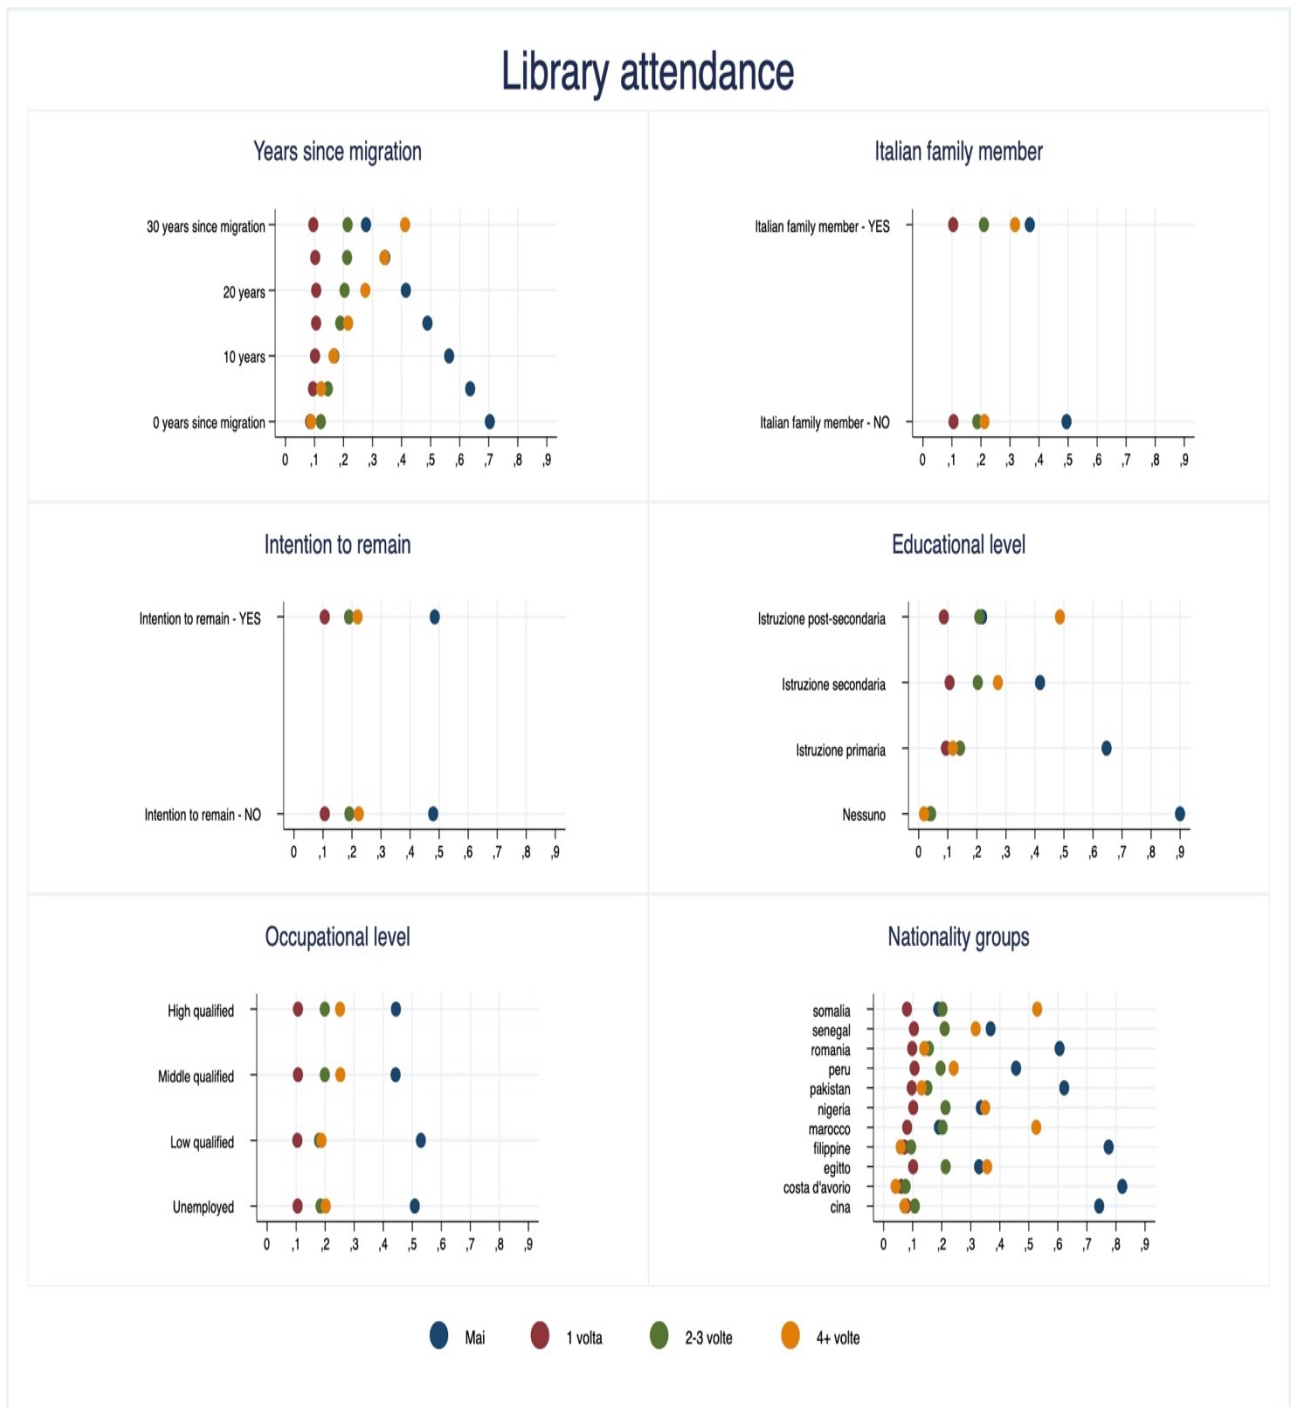 Library attendance
Years since migration
30 years since migration
20 years
10 years
0 years since migration
0 ,1 ,2 ,3 ,4 ,5 ,6 ,7 ,8 ,9
Italian family member
Italian family member - YES
Italian family member - NO
0 ,1 ,2 ,3 ,4 ,5 ,6 ,7 ,8 ,9
Intention to remain
Intention to remain - YES
Intention to remain - NO
0 ,1 ,2 ,3 ,4 ,5 ,6 ,7 ,8 ,9
Educational level
Istruzione post-secondaria
Istruzione secondaria
Istruzione primaria
Nessuno
0 ,1 ,2 ,3 ,4 ,5 ,6 ,7 ,8 ,9
Occupational level
High qualified
Middle qualified
Low qualified
Unemployed
0 ,1 ,2 ,3 ,4 ,5 ,6 ,7 ,8 ,9
Nationality groups
somalia
senegal
romania
peru
pakistan
nigeria
marocco
filippine
egitto
costa d'avorio
cina
0 ,1 ,2 ,3 ,4 ,5 ,6 ,7 ,8 ,9
Mai 1 volta 2-3 volte 4+ volte